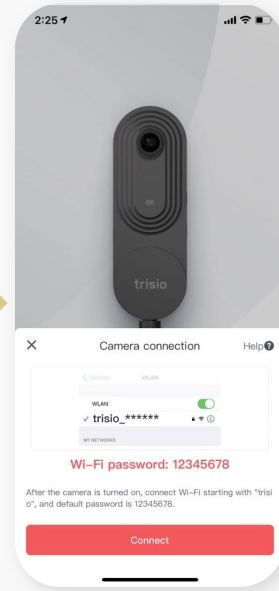 2:25
8K
trisio
Camera connection
Help?
Settings WLAN
WLAN
trisio_******
MY NETWORKS
Wi-Fi password: 12345678
After the camera is turned on, connect Wi-Fi starting with "trisi
o", and default password is 12345678.
Connect